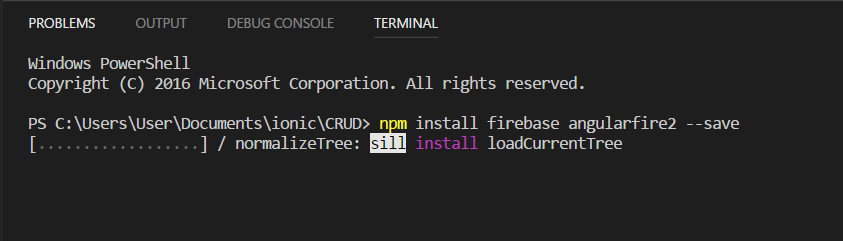 PROBLEMS OUTPUT DEBUG CONSOLE TERMINAL
Windows PowerShell
Copyright (C) 2016 Microsoft Corporation. All rights reserved.
PS C:\Users\User\Documents\ionic\CRUD> npm install firebase angularfire2 --save
[..................] / normalizeTree: sill install loadCurrentTree